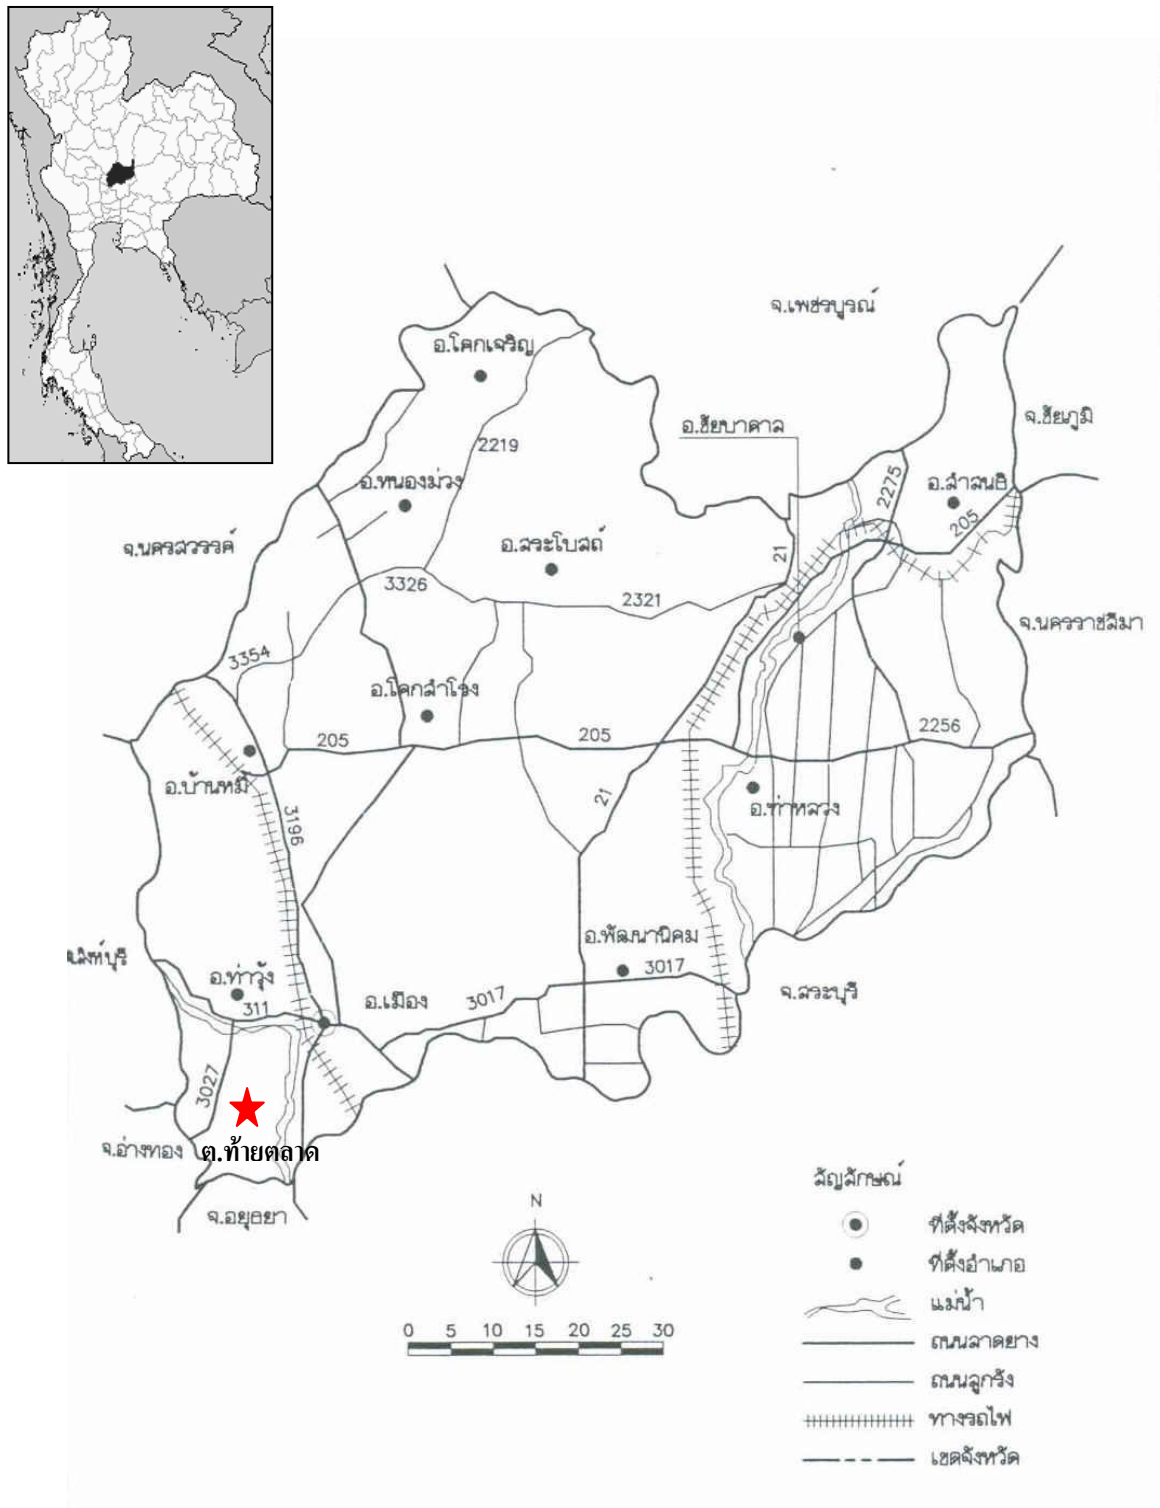 จ.เพชรบูรณ์
อ.โคกเจริญ
จ.ชัยภูมิ
อ.ชัยบาดาล
2219
อ.หนองม่วง
2275
อ.ลำสนธิ
205
จ.นครสวรรค์
อ.สระโบสถ์
21
3326
2321
จ.นครราชสีมา
3354
อ.โคกสำโรง
205
205
2256
อ.บ้านหมี่
21
อ.ท่าหลวง
3196
อ.พัฒนานิคม
จ.สิงห์บุรี
อ.ท่าวุ้ง
3017
311
อ.เมือง
3017
จ.สระบุรี
3027
จ.อ่างทอง
ต.ท้ายตลาด
จ.อยุธยา
N
0 5 10 15 20 25 30
สัญลักษณ์
ที่ตั้งจังหวัด
ที่ตั้งอำเภอ
แม่น้ำ
ถนนลาดยาง
ถนนลูกรัง
ทางรถไฟ
เขตจังหวัด